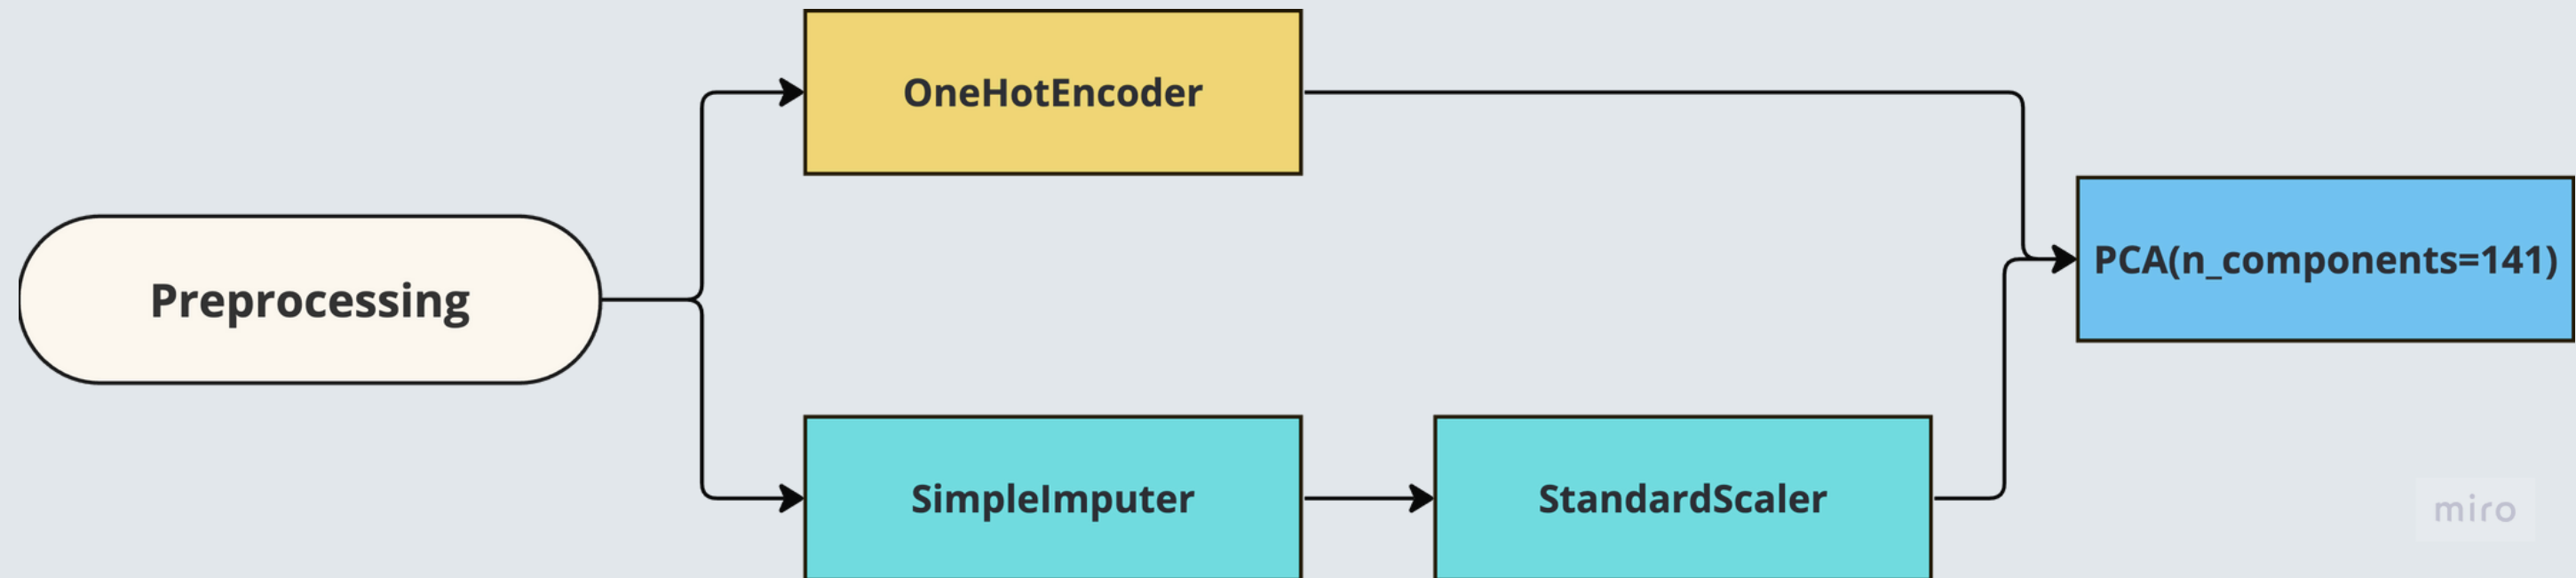 OneHotEncoder
Preprocessing
PCA(n_components=141)
SimpleImputer
StandardScaler
miro